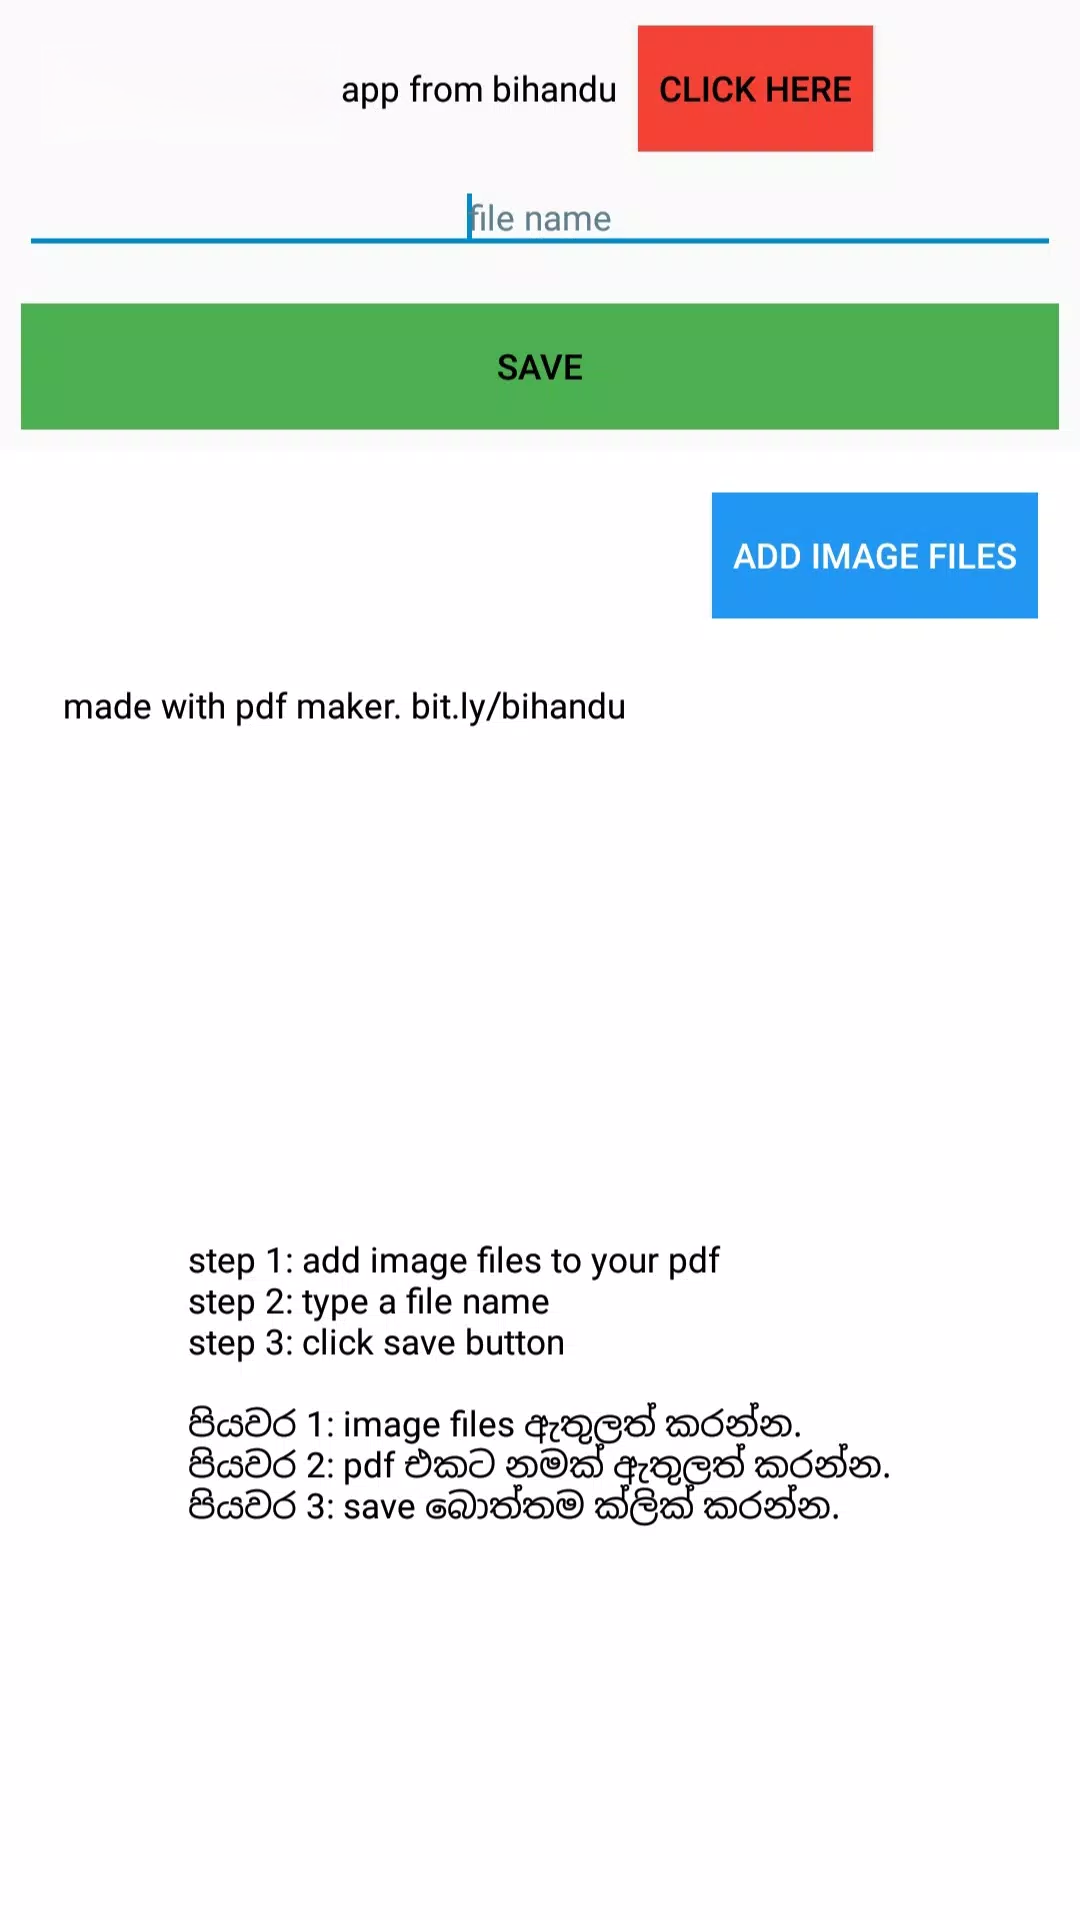 app from bihandu CLICK HERE
file name
SAVE
ADD IMAGE FILES
made with pdf maker. bit.ly/bihandu
step 1: add image files to your pdf
step 2: type a file name
step 3: click save button
පියවර 1: image files ඇතුලත් කරන්න.
පියවර 2: pdf එකට නමක් ඇතුලත් කරන්න.
පියවර 3: save බොත්තම ක්ලික් කරන්න.